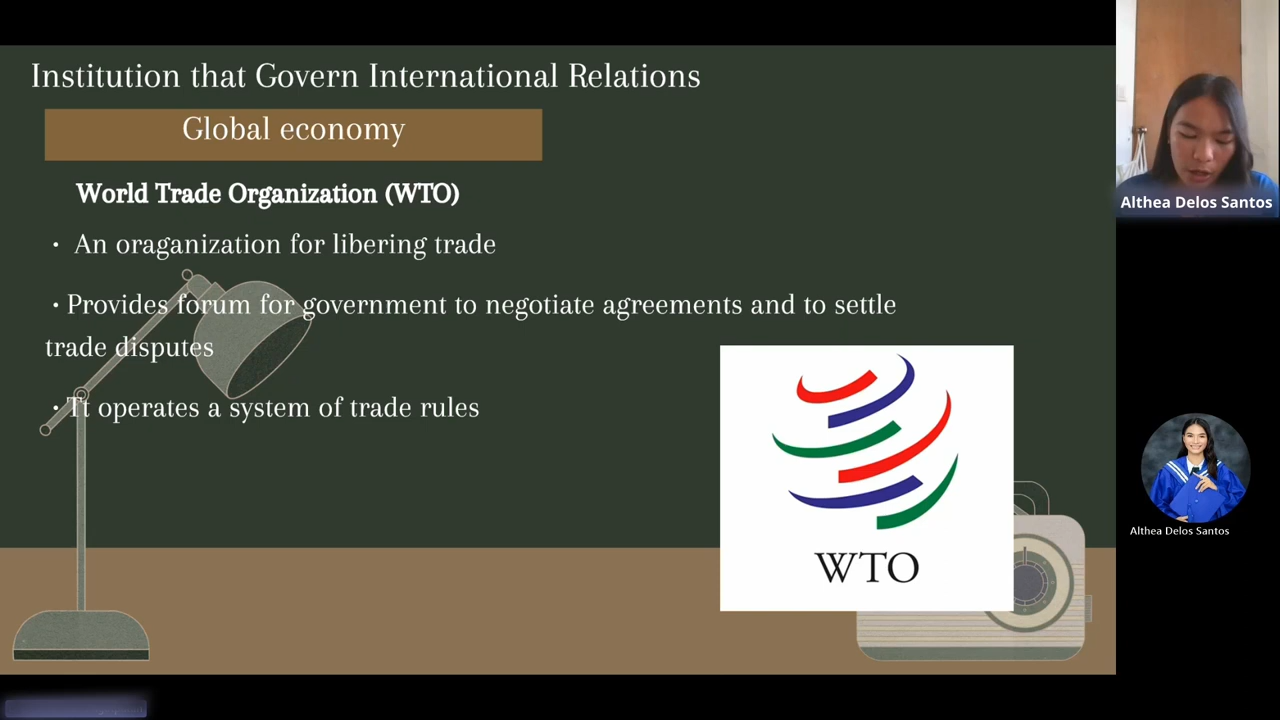 Institution that Govern International Relations
Global economy
World Trade Organization (WTO)
· An oraganization for libering trade
· Provides forum for government to negotiate agreements and to settle
trade disputes
· Tt operates a system of trade rules
WTO
Althea Delos Santos
Althea Delos Santos